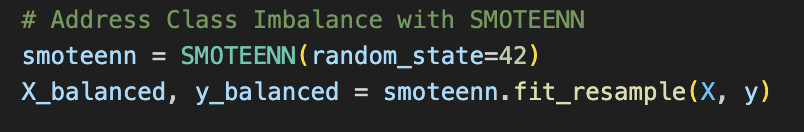 # Address Class Imbalance with SMOTEENN
smoteenn = SMOTEENN(random_state=42)
X_balanced, y_balanced = smoteenn.fit_resample(X, y)